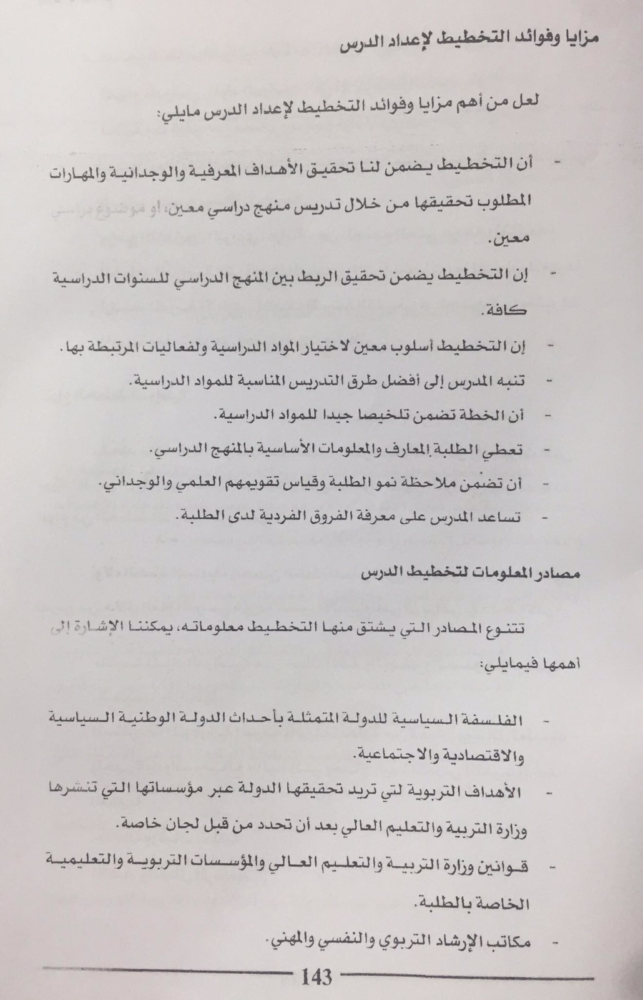 مزايا وفوائد التخطيط لإعداد الدرس
لعل من أهم مزايا وفوائد التخطيط لإعداد الدرس مايلي:
- أن التخطيط يضمن لنا تحقيق الأهداف المعرفية والوجدانية والمهارات
المطلوب تحقيقها من خلال تدريس منهج دراسي معين، أو موضوع دراسي
معين.
- إن التخطيط يضمن تحقيق الربط بين المنهج الدراسي للسنوات الدراسية
كافة.
- إن التخطيط أسلوب معين لاختيار المواد الدراسية ولفعاليات المرتبطة بها.
- تنبه المدرس إلى أفضل طرق التدريس المناسبة للمواد الدراسية.
- أن الخطة تضمن تلخيصا جيدا للمواد الدراسية.
- تعطي الطلبة المعارف والمعلومات الأساسية بالمنهج الدراسي.
- أن تضمن ملاحظة نمو الطلبة وقياس تقويمهم العلمي والوجداني.
- تساعد المدرس على معرفة الفروق الفردية لدى الطلبة.
مصادر المعلومات لتخطيط الدرس
تتنوع المصادر التي يشتق منها التخطيط معلوماته، يمكننا الإشارة إلى
أهمها فيمايلي:
- الفلسفة السياسية للدولة المتمثلة بأحداث الدولة الوطنية السياسية
والاقتصادية والاجتماعية.
- الأهداف التربوية لتي تريد تحقيقها الدولة عبر مؤسساتها التي تنشرها
وزارة التربية والتعليم العالي بعد أن تحدد من قبل لجان خاصة.
- قوانين وزارة التربية والتعليم العالي والمؤسسات التربوية والتعليمية
الخاصة بالطلبة.
- مكاتب الإرشاد التربوي والنفسي والمهني.
143